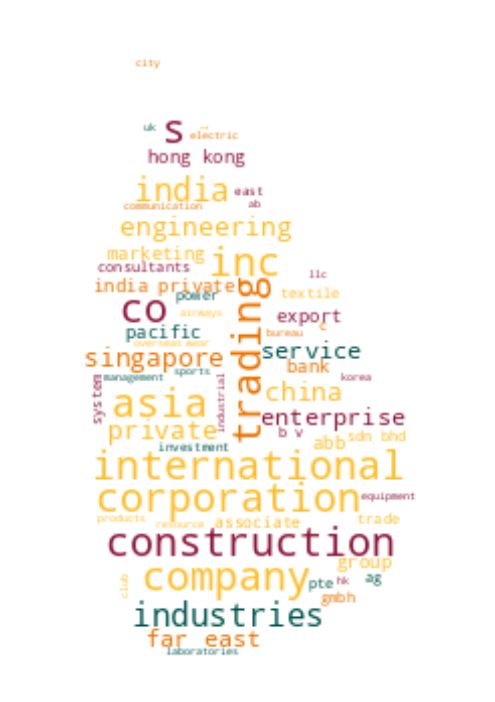 city
uk
s
electric
hong kong
india
east
ab
communication
engineering
marketing
inc
consultants
llc
india private
power
textile
co
airways
export
c
pacific
trading
bureau
overseas wear
service
singapore
bank
sports
management
korea
system
industrial
asia
china
enterprise
private
b v
abb
sdn bhd
investment
international
corporation
equipment
products
resource
associate
trade
construction
group
company
club
pte
hk
ag
gmbh
industries
far east
laboratories